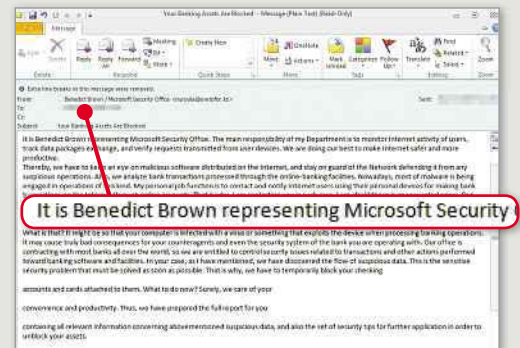 Your Banking Assets Are Blocked - Message (Plain Text) (Read-Only)
Message
Delete
Reply Reply All Forward
Meeting
IM
More
Respond
Create New
Quick Steps
Move
OneNote
Actions
Move
Mark Unread Categorize Follow Up
Tags
Translate
Find
Related
Select
Editing
Zoom
Zoom
Extra line breaks in this message were removed.
From: Benedict Brown / Microsoft Security Office
Sent:
To:
Cc:
Subject: Your Banking Assets Are Blocked
It is Benedict Brown representing Microsoft Security Office. The main responsibility of my Department is to monitor internet activity of users,
track data packages exchange, and verify requests transmitted from user devices. We are doing our best to make internet safer and more
productive.
Thereby, we have to keep an eye on malicious software distributed on the Internet, and stay on guard of the Network defending it from any
suspicious operations. Also, we analyze bank transactions processed through the online-banking facilities. Nowadays, most of malware is being
engaged in operations of this kind. My personal job function is to contact and notify internet users using their personal devices for making bank
It is Benedict Brown representing Microsoft Security
What is that? It might be so that your computer is infected with a virus or something that exploits the device when processing banking operations.
It may cause truly bad consequences for your counteragents and even the security system of the bank you are operating with. Our office is
contracting with most banks all over the world, so we are entitled to control security issues related to transactions and other actions performed
toward banking software and facilities. In your case, as I have mentioned, we have discovered the flow of suspicious data. This is the sensitive
security problem that must be solved as soon as possible. That is why, we have to temporarily block your checking
accounts and cards attached to them. What to do now? Surely, we care of your
convenience and productivity. Thus, we have prepared the full report for you
containing all relevant information concerning abovementioned suspicious data, and also the set of security tips for further application in order to
unblock your assets.